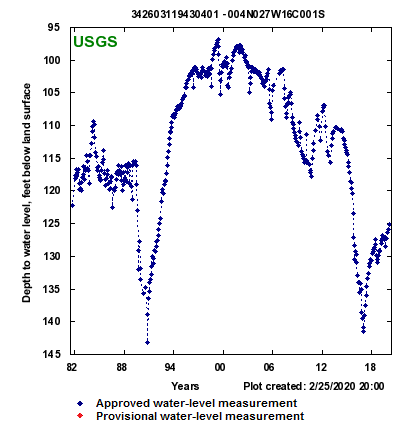 342603119430401 - 004N027W16C001S
USGS
Depth to water level, feet below land surface
95
100
105
110
115
120
125
130
135
140
145
82 88 94 00 06 12 18
Years Plot created: 2/25/2020 20:00
Approved water-level measurement
Provisional water-level measurement